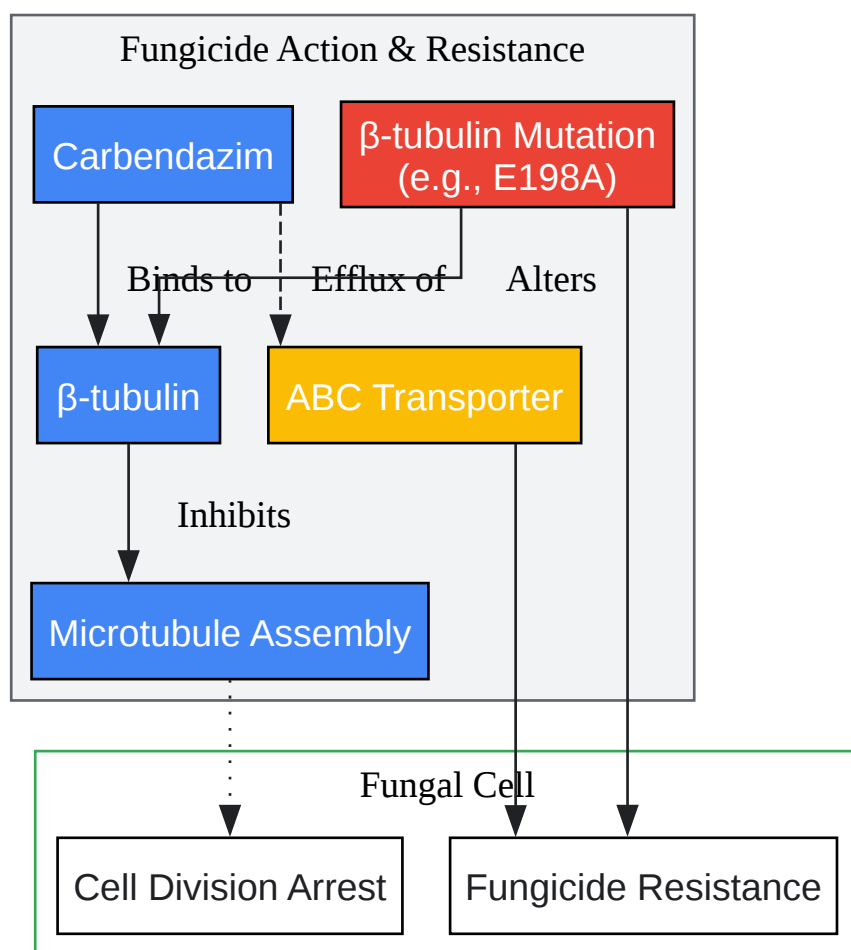 Fungicide Action & Resistance
Carbendazim
β-tubulin Mutation
(e.g., E198A)
Binds to
Efflux of
Alters
β-tubulin
ABC Transporter
Inhibits
Microtubule Assembly
Fungal Cell
Cell Division Arrest
Fungicide Resistance